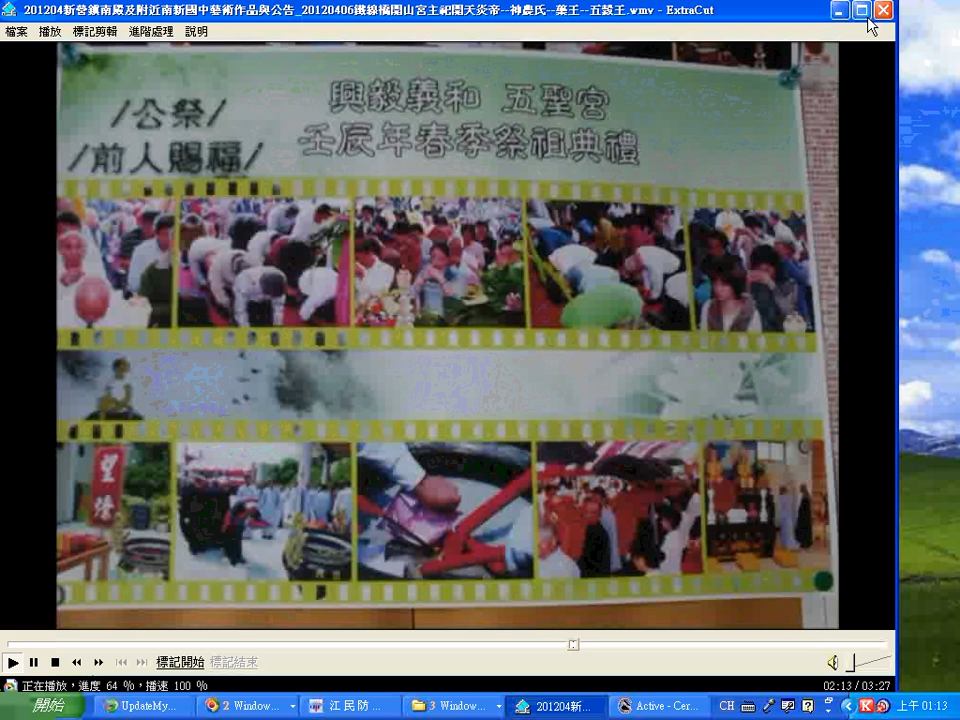 201204新營鎮南殿及附近南新國中藝術作品與公告_20120406鐵線橋開山宮主祀開天炎帝--神農氏--藥王--五穀王.wmv - ExtraCut
檔案 播放 標記剪輯 進階處理 說明
興毅義和 五聖宮
/公祭/
壬辰年春季祭祖典禮
/前人賜福/
望燎
標記開始 標記結束
正在播放，進度 64 %，播速 100 %
02:13 / 03:27
開始
UpdateMy...
2 Window...
江民防...
3 Window...
201204新...
Active - Cer...
CH
上午 01:13